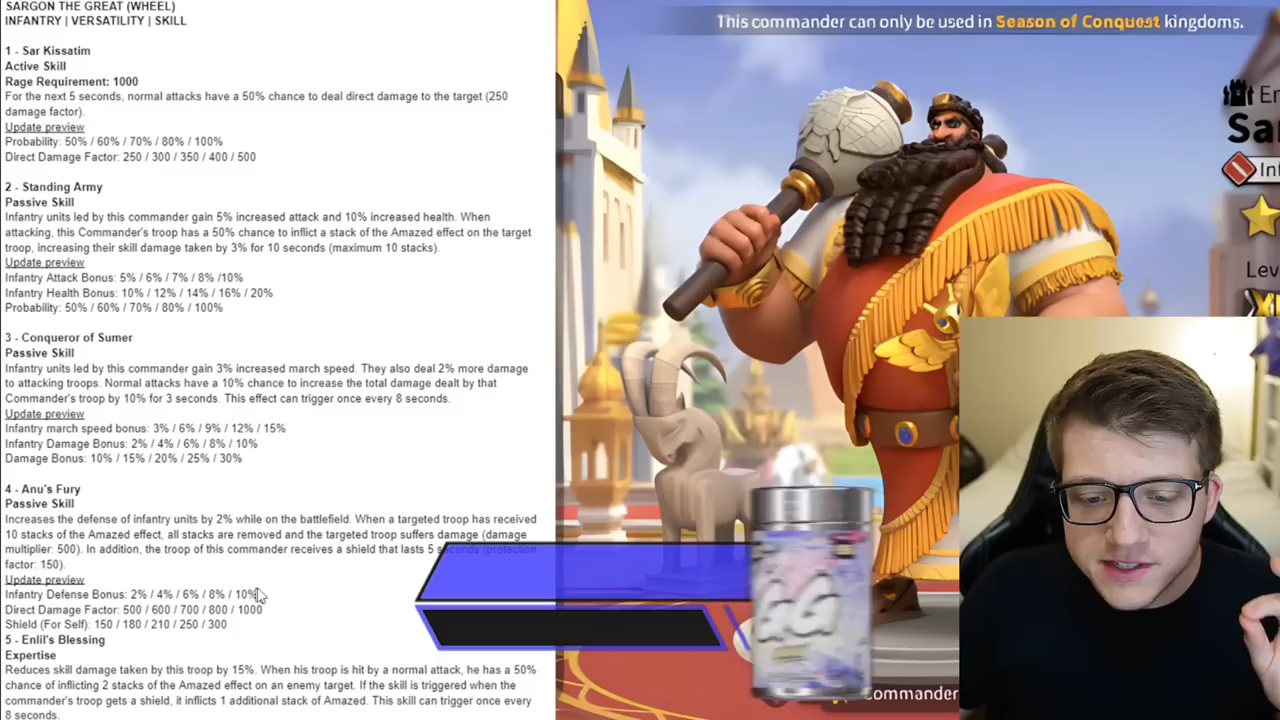 SARGON THE GREAT (WHEEL)
INFANTRY | VERSATILITY | SKILL
1 - Sar Kissatim
Active Skill
Rage Requirement: 1000
For the next 5 seconds, normal attacks have a 50% chance to deal direct damage to the target (250
damage factor).
Update preview
Probability: 50% / 60% / 70% / 80% / 100%
Direct Damage Factor: 250 / 300 / 350 / 400 / 500
2 - Standing Army
Passive Skill
Infantry units led by this commander gain 5% increased attack and 10% increased health. When
attacking, this Commander's troop has a 50% chance to inflict a stack of the Amazed effect on the target
troop, increasing their skill damage taken by 3% for 10 seconds (maximum 10 stacks).
Update preview
Infantry Attack Bonus: 5% / 6% / 7% / 8% /10%
Infantry Health Bonus: 10% / 12% / 14% / 16% / 20%
Probability: 50% / 60% / 70% / 80% / 100%
3 - Conqueror of Sumer
Passive Skill
Infantry units led by this commander gain 3% increased march speed. They also deal 2% more damage
to attacking troops. Normal attacks have a 10% chance to increase the total damage dealt by that
Commander's troop by 10% for 3 seconds. This effect can trigger once every 8 seconds.
Update preview
Infantry march speed bonus: 3% / 6% / 9% / 12% / 15%
Infantry Damage Bonus: 2% / 4% / 6% / 8% / 10%
Damage Bonus: 10% / 15% / 20% / 25% / 30%
4 - Anu's Fury
Passive Skill
Increases the defense of infantry units by 2% while on the battlefield. When a targeted troop has received
10 stacks of the Amazed effect, all stacks are removed and the targeted troop suffers damage (damage
multiplier: 500). In addition, the troop of this commander receives a shield that lasts 5 seconds (protection
factor: 150).
Update preview
Infantry Defense Bonus: 2% / 4% / 6% / 8% / 10%
Direct Damage Factor: 500 / 600 / 700 / 800 / 1000
Shield (For Self): 150 / 180 / 210 / 250 / 300
5 - Enlil's Blessing
Expertise
Reduces skill damage taken by this troop by 15%. When his troop is hit by a normal attack, he has a 50%
chance of inflicting 2 stacks of the Amazed effect on an enemy target. If the skill is triggered when the
commander's troop gets a shield, it inflicts 1 additional stack of Amazed. This skill can trigger once every
8 seconds.
This commander can only be used in Season of Conquest kingdoms.
Sar
Lev
GG
Commander